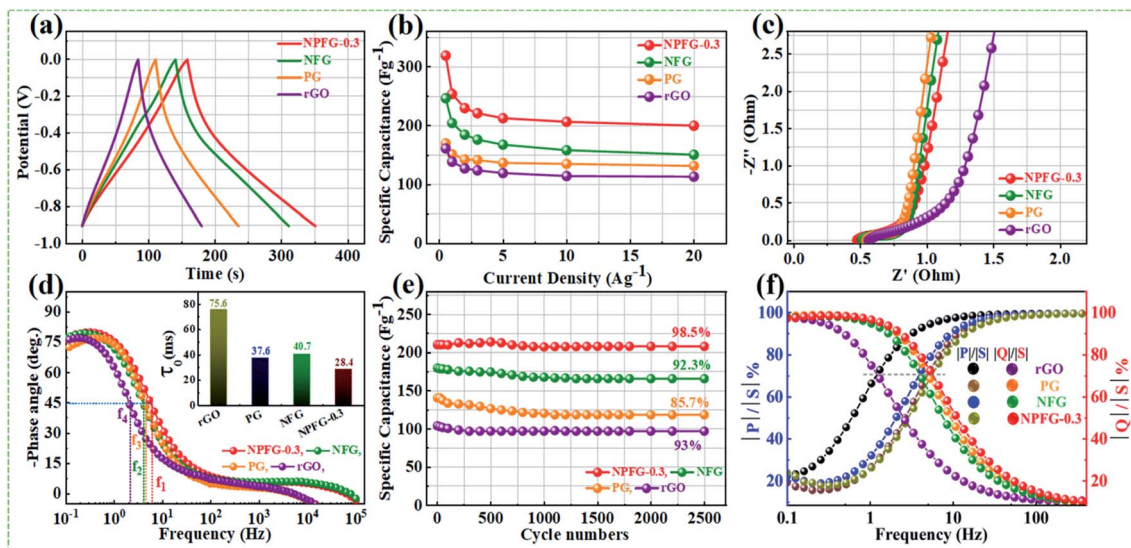 (a)
NPFG-0.3
NFG
PG
rGO
Potential (V)
0.0
-0.2
-0.4
-0.6
-0.8
-1.0
0 100 200 300 400
Time (s)
(b)
NPFG-0.3
NFG
PG
rGO
Specific Capacitance (Fg⁻¹)
400
300
200
100
0
0 5 10 15 20
Current Density (Ag⁻¹)
(c)
NPFG-0.3
NFG
PG
rGO
-Z'' (Ohm)
2.5
2.0
1.5
1.0
0.5
0.0
0.0 0.5 1.0 1.5 2.0
Z' (Ohm)
(d)
-Phase angle (deg.)
90
75
60
45
30
15
0
τ0 (ms)
80
60
40
20
0
75.6
37.6
40.7
28.4
rGO PG NFG NPFG-0.3
f4
f3
f2
f1
NPFG-0.3, NFG,
PG, rGO,
10⁻¹ 10⁰ 10¹ 10² 10³ 10⁴ 10⁵
Frequency (Hz)
(e)
Specific Capacitance (Fg⁻¹)
250
200
150
100
50
0
98.5%
92.3%
85.7%
93%
NPFG-0.3, NFG
PG, rGO
0 500 1000 1500 2000 2500
Cycle numbers
(f)
|P|/|S|%
100
80
60
40
20
0
|P|/|S| |Q|/|S|
rGO
PG
NFG
NPFG-0.3
100
90
80
70
60
50
40
30
20
10
|Q|/|S|%
0.1 1 10 100
Frequency (Hz)